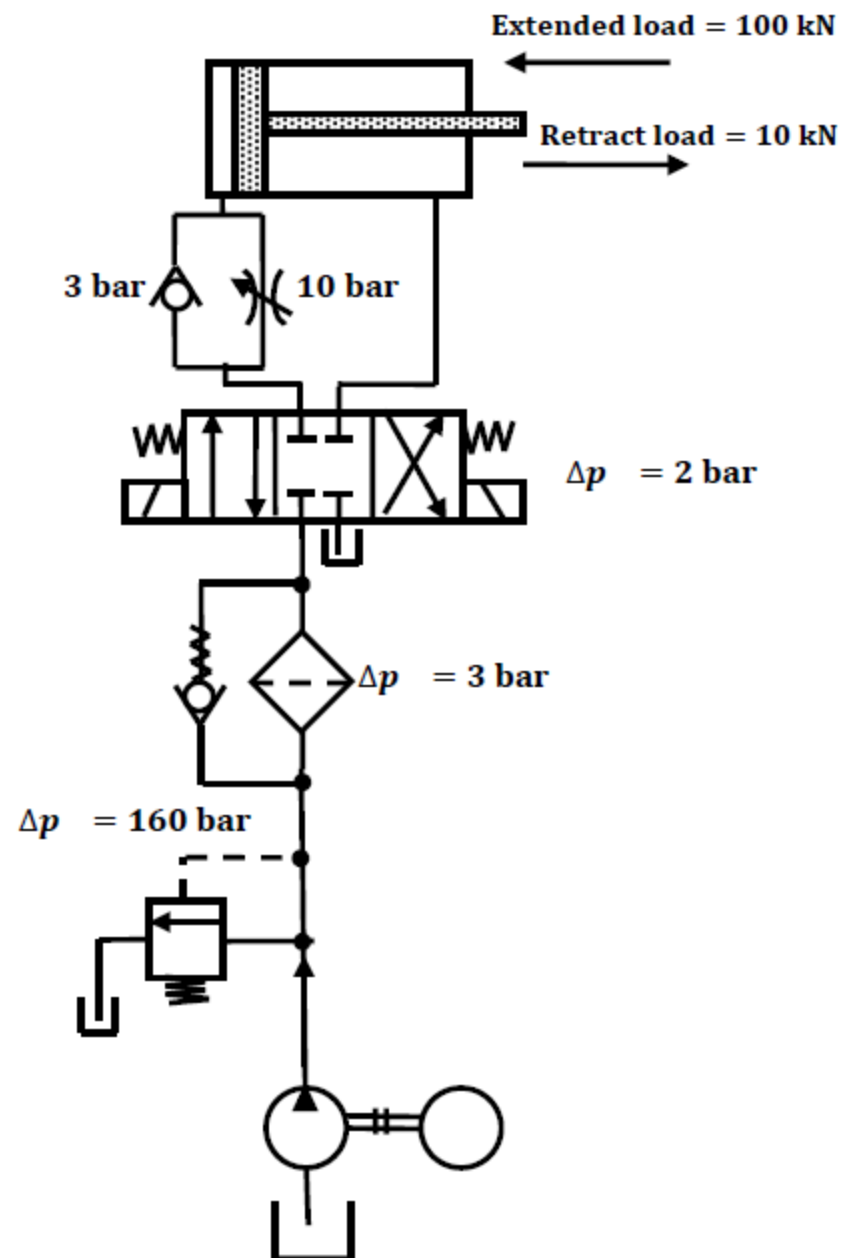 Extended load = 100 kN
Retract load = 10 kN
3 bar
10 bar
Δp = 2 bar
Δp = 3 bar
Δp = 160 bar